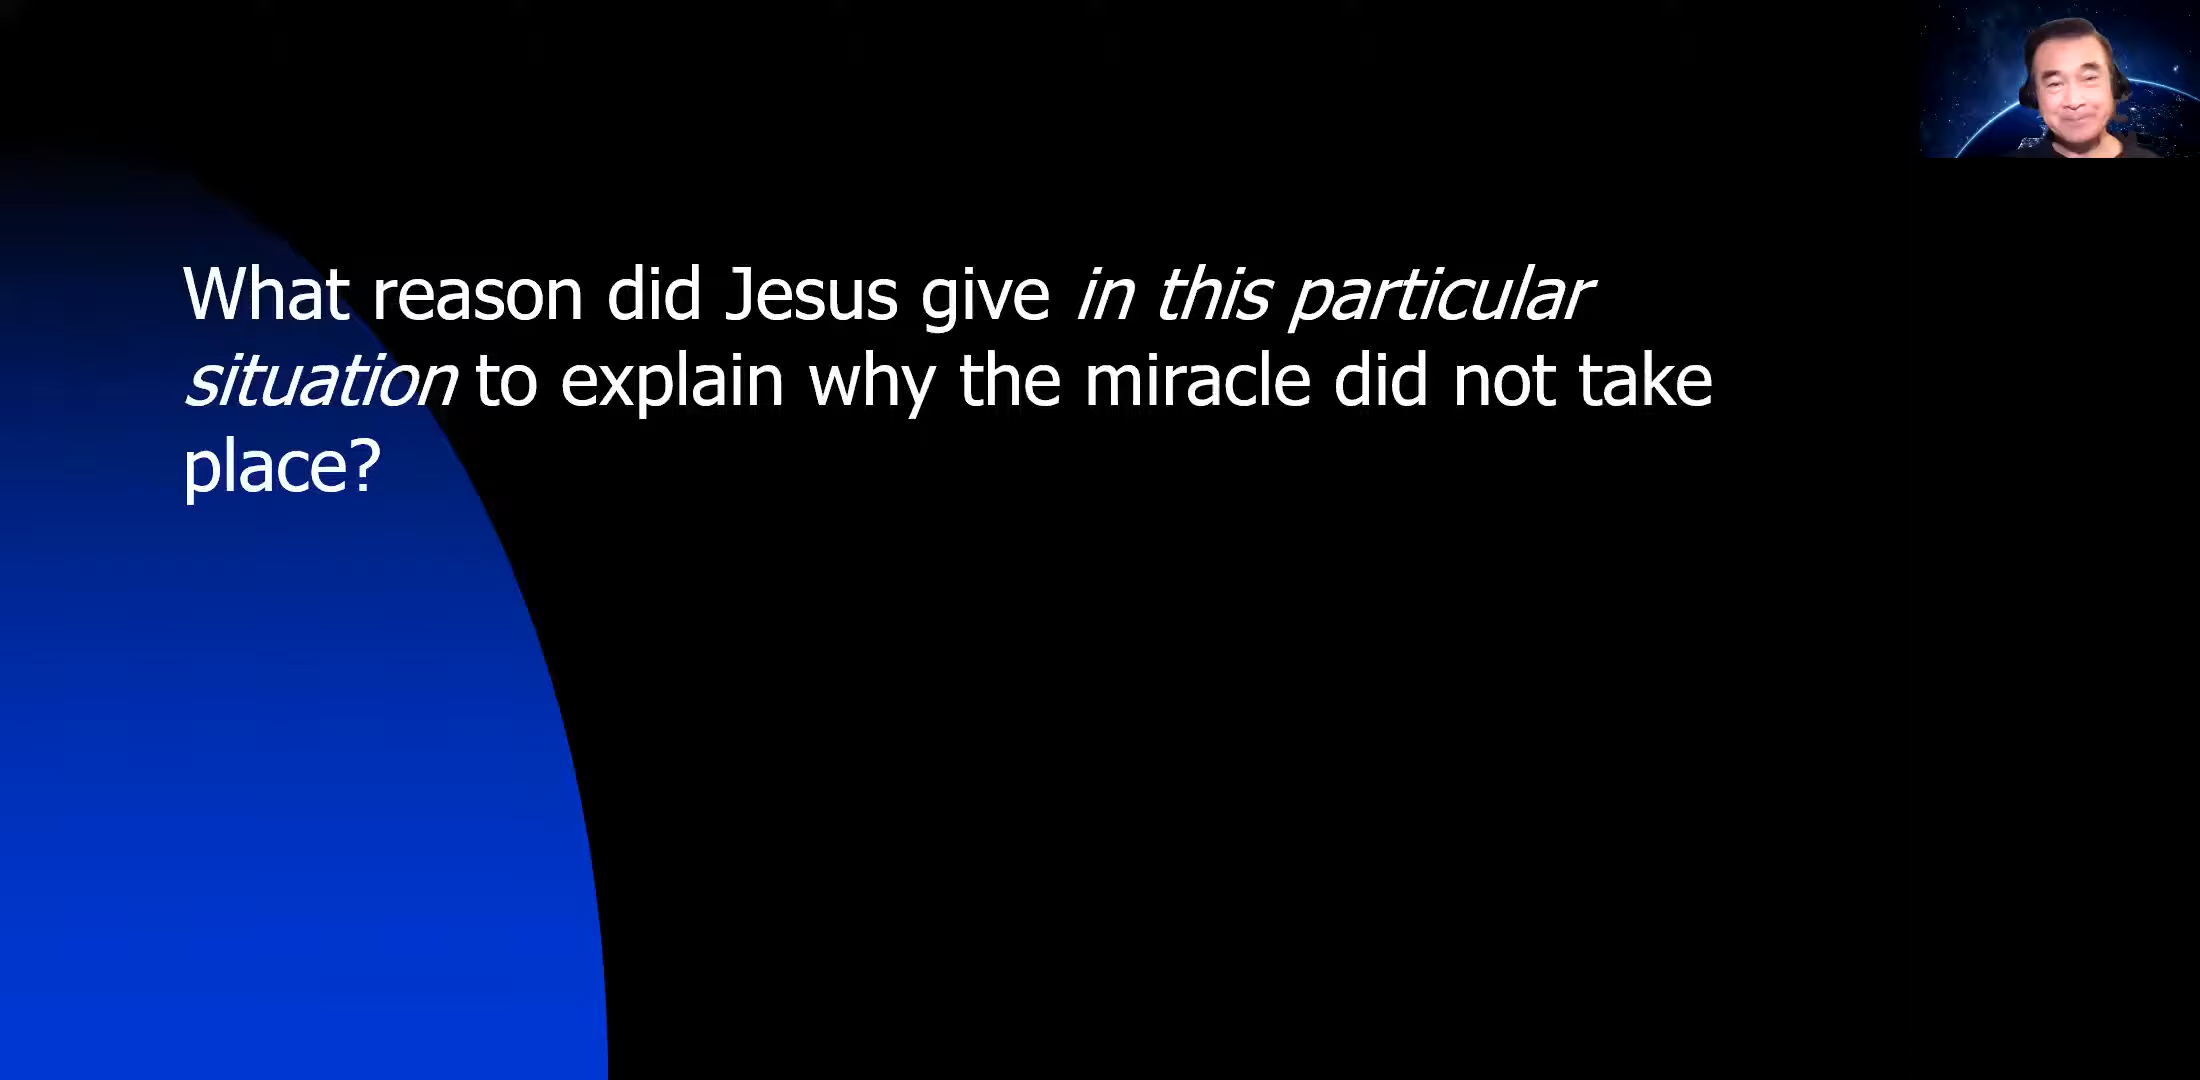 What reason did Jesus give in this particular
situation to explain why the miracle did not take
place?